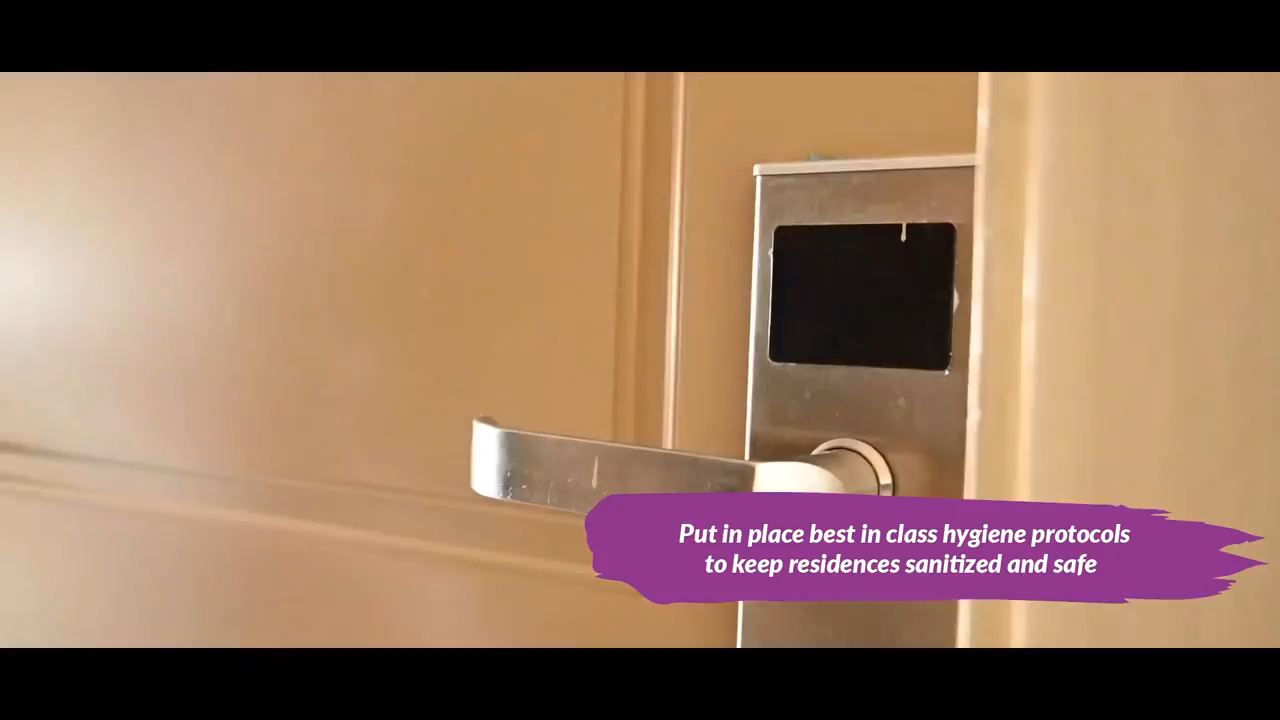 Put in place best in class hygiene protocols
to keep residences sanitized and safe